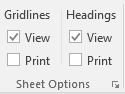 Gridlines Headings
View View
Print Print
Sheet Options